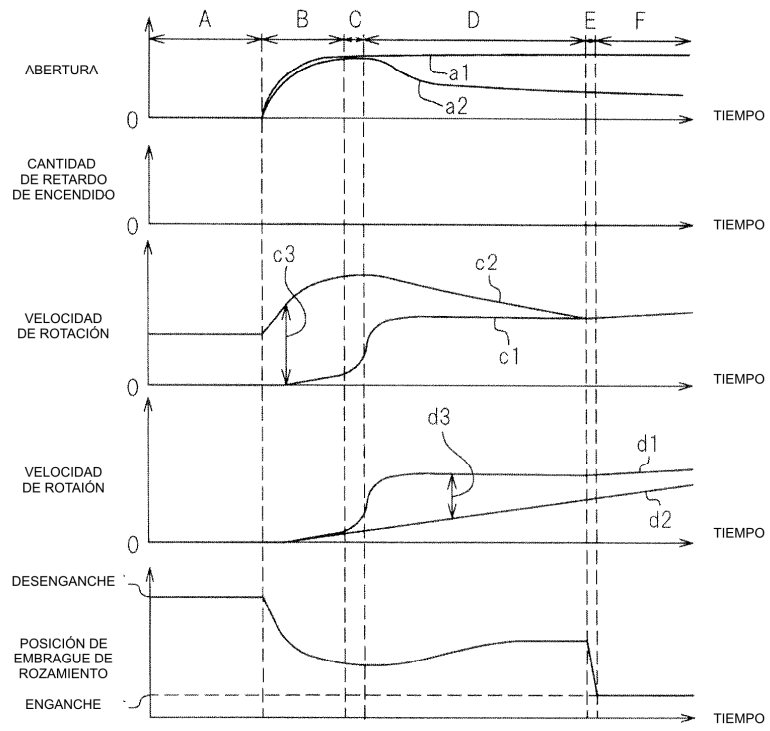 A B C D E F
ABERTURA
a1
a2
0
TIEMPO
CANTIDAD
DE RETARDO
DE ENCENDIDO
0
TIEMPO
c3
c2
VELOCIDAD
DE ROTACIÓN
c1
0
TIEMPO
d3
d1
VELOCIDAD
DE ROTAIÓN
d2
0
TIEMPO
DESENGANCHE
POSICIÓN DE
EMBRAGUE DE
ROZAMIENTO
ENGANCHE
TIEMPO